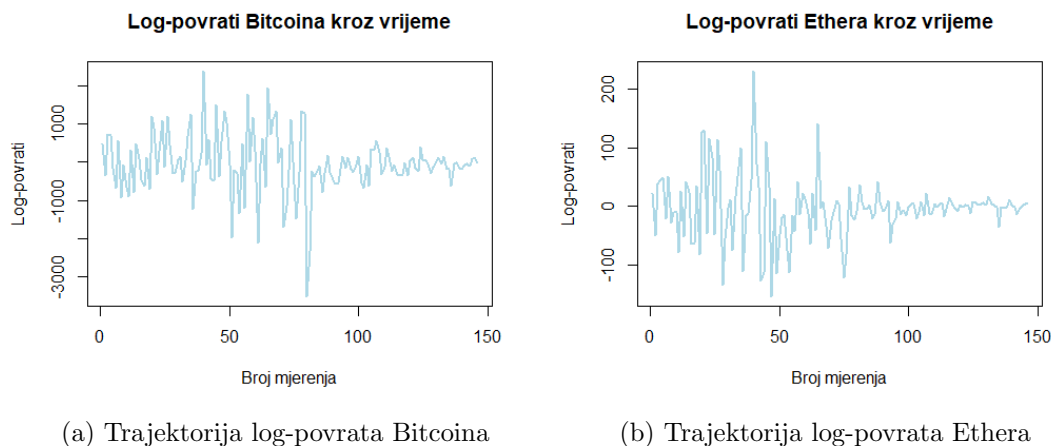 Log-povrati Bitcoina kroz vrijeme
Log-povrati
1000
-1000
-3000
0
50
100
150
Broj mjerenja
(a) Trajektorija log-povrata Bitcoina
Log-povrati Ethera kroz vrijeme
Log-povrati
200
100
0
-100
0
50
100
150
Broj mjerenja
(b) Trajektorija log-povrata Ethera